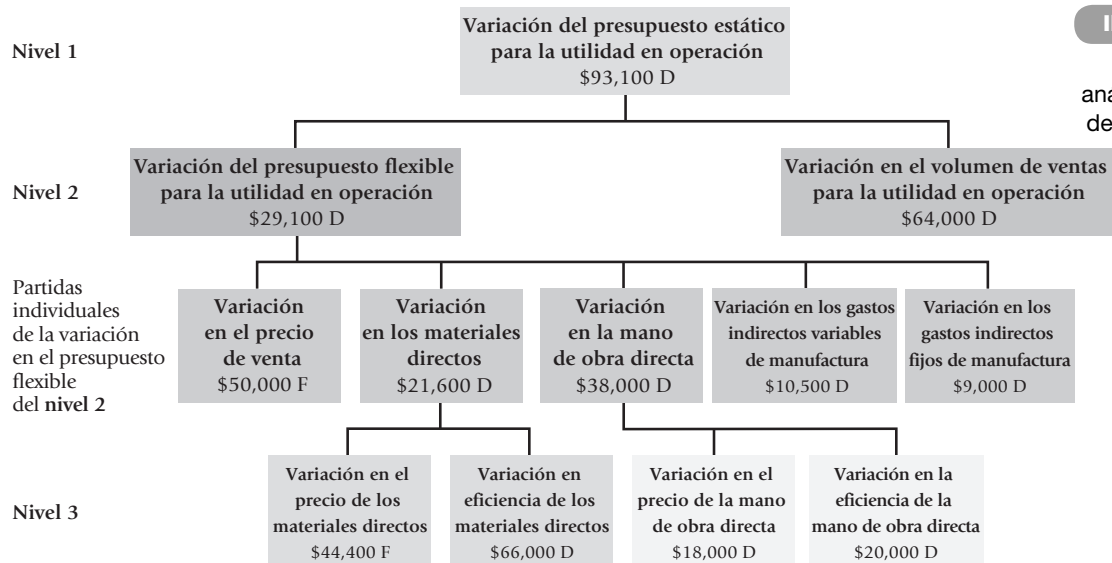 Nivel 1
Variación del presupuesto estático
para la utilidad en operación
$93,100 D
Nivel 2
Variación del presupuesto flexible
para la utilidad en operación
$29,100 D
Variación en el volumen de ventas
para la utilidad en operación
$64,000 D
Partidas
individuales
de la variación
en el presupuesto
flexible
del nivel 2
Variación
en el precio
de venta
$50,000 F
Variación
en los materiales
directos
$21,600 D
Variación
en la mano
de obra directa
$38,000 D
Variación en los gastos
indirectos variables
de manufactura
$10,500 D
Variación en los
gastos indirectos
fijos de manufactura
$9,000 D
Nivel 3
Variación en el
precio de los
materiales directos
$44,400 F
Variación en
eficiencia de los
materiales directos
$66,000 D
Variación en el
precio de la mano
de obra directa
$18,000 D
Variación en la
eficiencia de la
mano de obra directa
$20,000 D